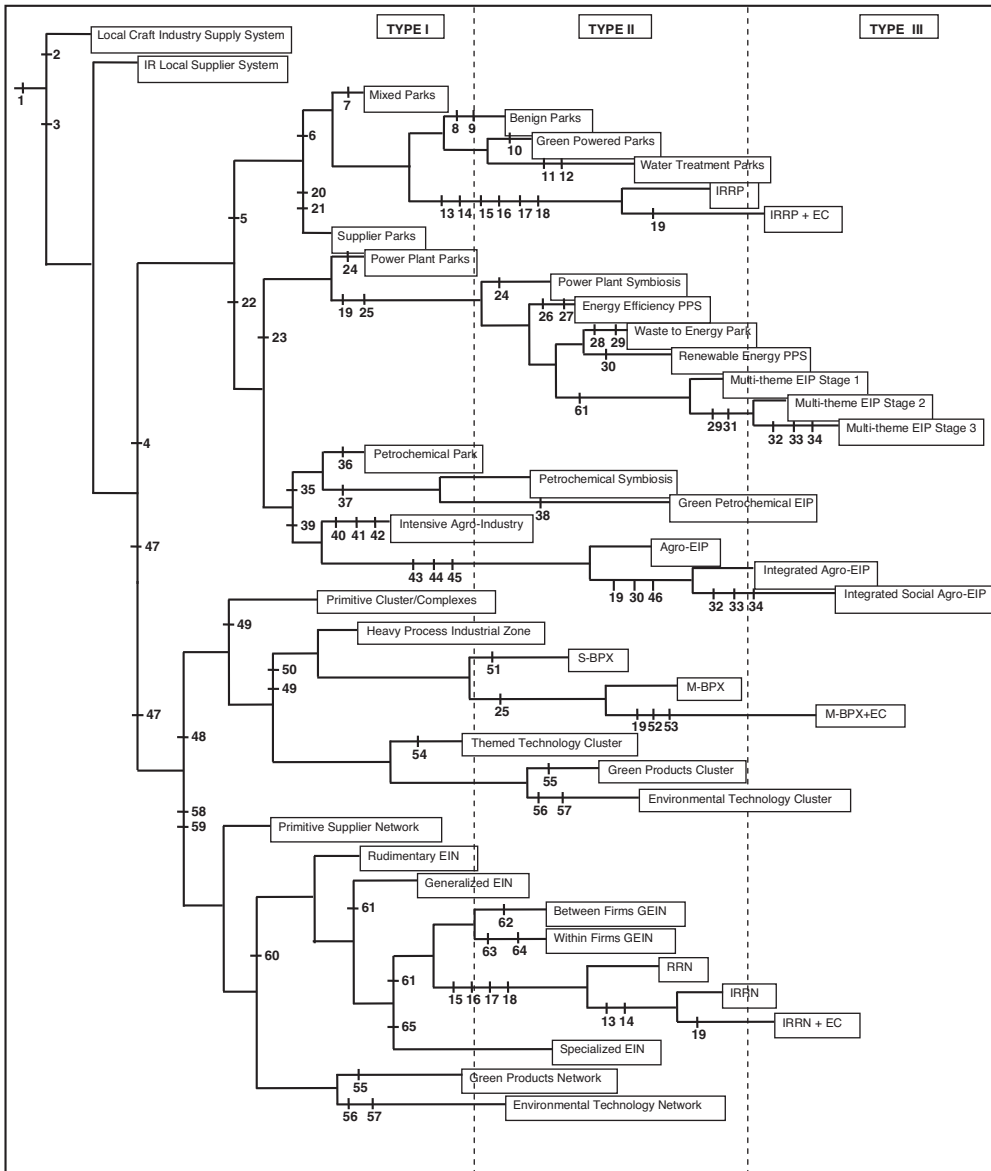 TYPE I
TYPE II
TYPE III
Local Craft Industry Supply System
2
IR Local Supplier System
1
3
7
Mixed Parks
8 9
Benign Parks
6
10
Green Powered Parks
11 12
Water Treatment Parks
20
21
IRRP
13 14 15 16 17 18
19
IRRP + EC
5
Supplier Parks
24
Power Plant Parks
22
19 25
24
Power Plant Symbiosis
26 27
Energy Efficiency PPS
23
28 29
Waste to Energy Park
30
Renewable Energy PPS
61
Multi-theme EIP Stage 1
29 31
Multi-theme EIP Stage 2
32 33 34
Multi-theme EIP Stage 3
4
36
Petrochemical Park
35
37
Petrochemical Symbiosis
38
Green Petrochemical EIP
39
40 41 42
Intensive Agro-Industry
47
43 44 45
Agro-EIP
19 30 46
Integrated Agro-EIP
32 33 34
Integrated Social Agro-EIP
Primitive Cluster/Complexes
49
Heavy Process Industrial Zone
50
49
51
S-BPX
25
M-BPX
19 52 53
M-BPX+EC
47
48
54
Themed Technology Cluster
55
Green Products Cluster
56 57
Environmental Technology Cluster
58
59
Primitive Supplier Network
Rudimentary EIN
Generalized EIN
61
62
Between Firms GEIN
63 64
Within Firms GEIN
60
61
RRN
15 16 17 18
13 14
IRRN
19
IRRN + EC
65
Specialized EIN
55
Green Products Network
56 57
Environmental Technology Network